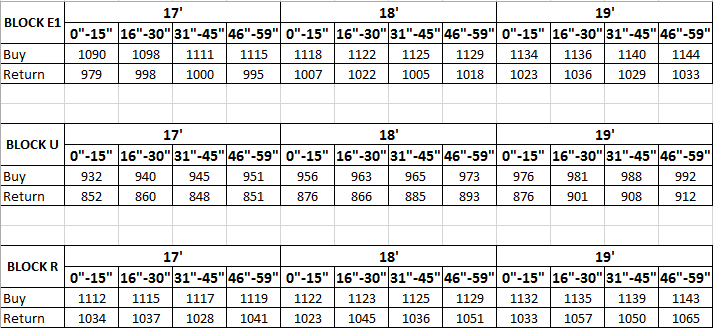 BLOCK E1 17' 18' 19'
0"-15" 16"-30" 31"-45" 46"-59" 0"-15" 16"-30" 31"-45" 46"-59" 0"-15" 16"-30" 31"-45" 46"-59"
Buy 1090 1098 1111 1115 1118 1122 1125 1129 1134 1136 1140 1144
Return 979 998 1000 995 1007 1022 1005 1018 1023 1036 1029 1033
BLOCK U 17' 18' 19'
0"-15" 16"-30" 31"-45" 46"-59" 0"-15" 16"-30" 31"-45" 46"-59" 0"-15" 16"-30" 31"-45" 46"-59"
Buy 932 940 945 951 956 963 965 973 976 981 988 992
Return 852 860 848 851 876 866 885 893 876 901 908 912
BLOCK R 17' 18' 19'
0"-15" 16"-30" 31"-45" 46"-59" 0"-15" 16"-30" 31"-45" 46"-59" 0"-15" 16"-30" 31"-45" 46"-59"
Buy 1112 1115 1117 1119 1122 1123 1125 1129 1132 1135 1139 1143
Return 1034 1037 1028 1041 1023 1045 1036 1051 1033 1057 1050 1065